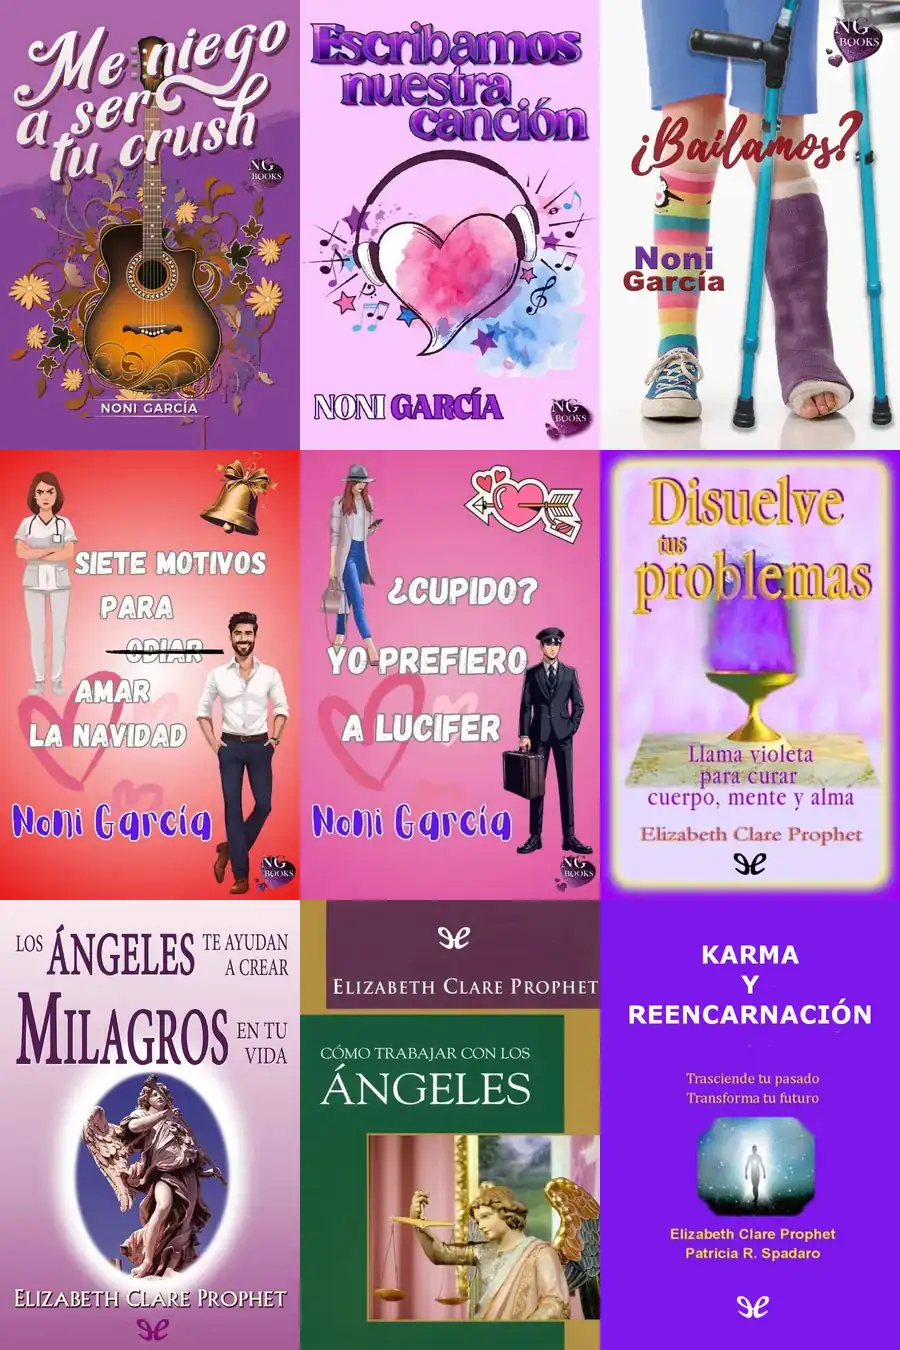 Me niego
a ser
tu crush
NG
BOOKS
NONI GARCÍA
Escribamos
nuestra
canción
NONI GARCÍA
NG
BOOKS
NG
BOOKS
¿Bailamos?
Noni
García
SIETE MOTIVOS
PARA
ODIAR
AMAR
LA NAVIDAD
Noni García
NG
BOOKS
¿CUPIDO?
YO PREFIERO
A LUCIFER
Noni García
NG
BOOKS
Disuelve
tus
problemas
Llama violeta
para curar
cuerpo, mente y alma
Elizabeth Clare Prophet
LOS ÁNGELES TE AYUDAN
A CREAR
MILAGROS EN TU
VIDA
ELIZABETH CLARE PROPHET
ELIZABETH CLARE PROPHET
CÓMO TRABAJAR CON LOS
ÁNGELES
KARMA
Y
REENCARNACIÓN
Trasciende tu pasado
Transforma tu futuro
Elizabeth Clare Prophet
Patricia R. Spadaro